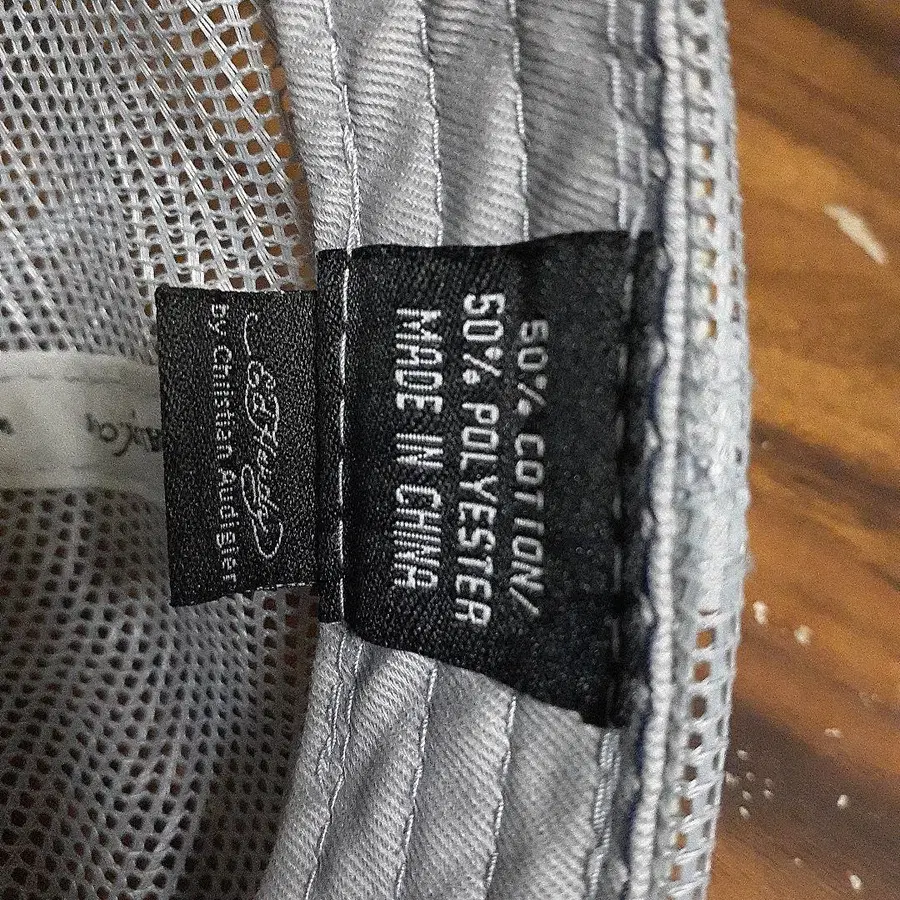 50% COTTON/
50% POLYESTER
MADE IN CHINA
Ed Hardy
by Christian Audigier